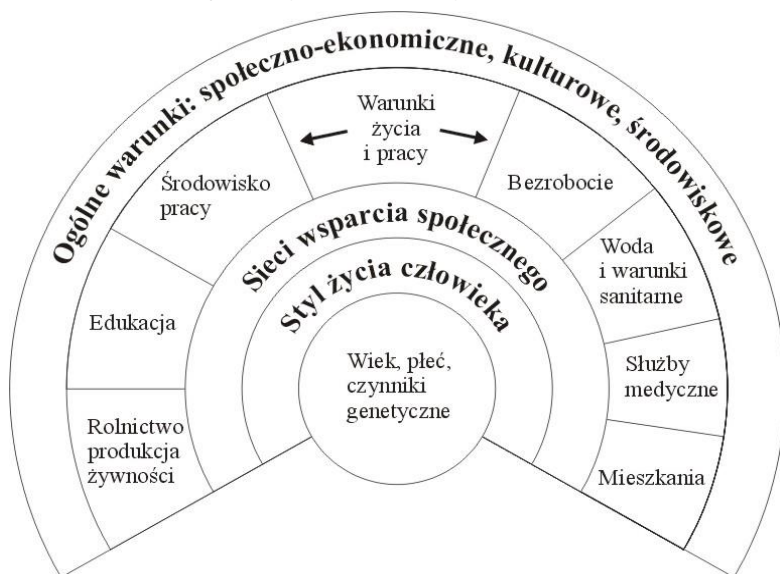 Ogólne warunki: społeczno-ekonomiczne, kulturowe, środowiskowe
Warunki
życia
i pracy
Środowisko
pracy
Bezrobocie
Sieci wsparcia społecznego
Woda
i warunki
sanitarne
Styl życia człowieka
Edukacja
Wiek, płeć,
czynniki
genetyczne
Służby
medyczne
Rolnictwo
produkcja
żywności
Mieszkania